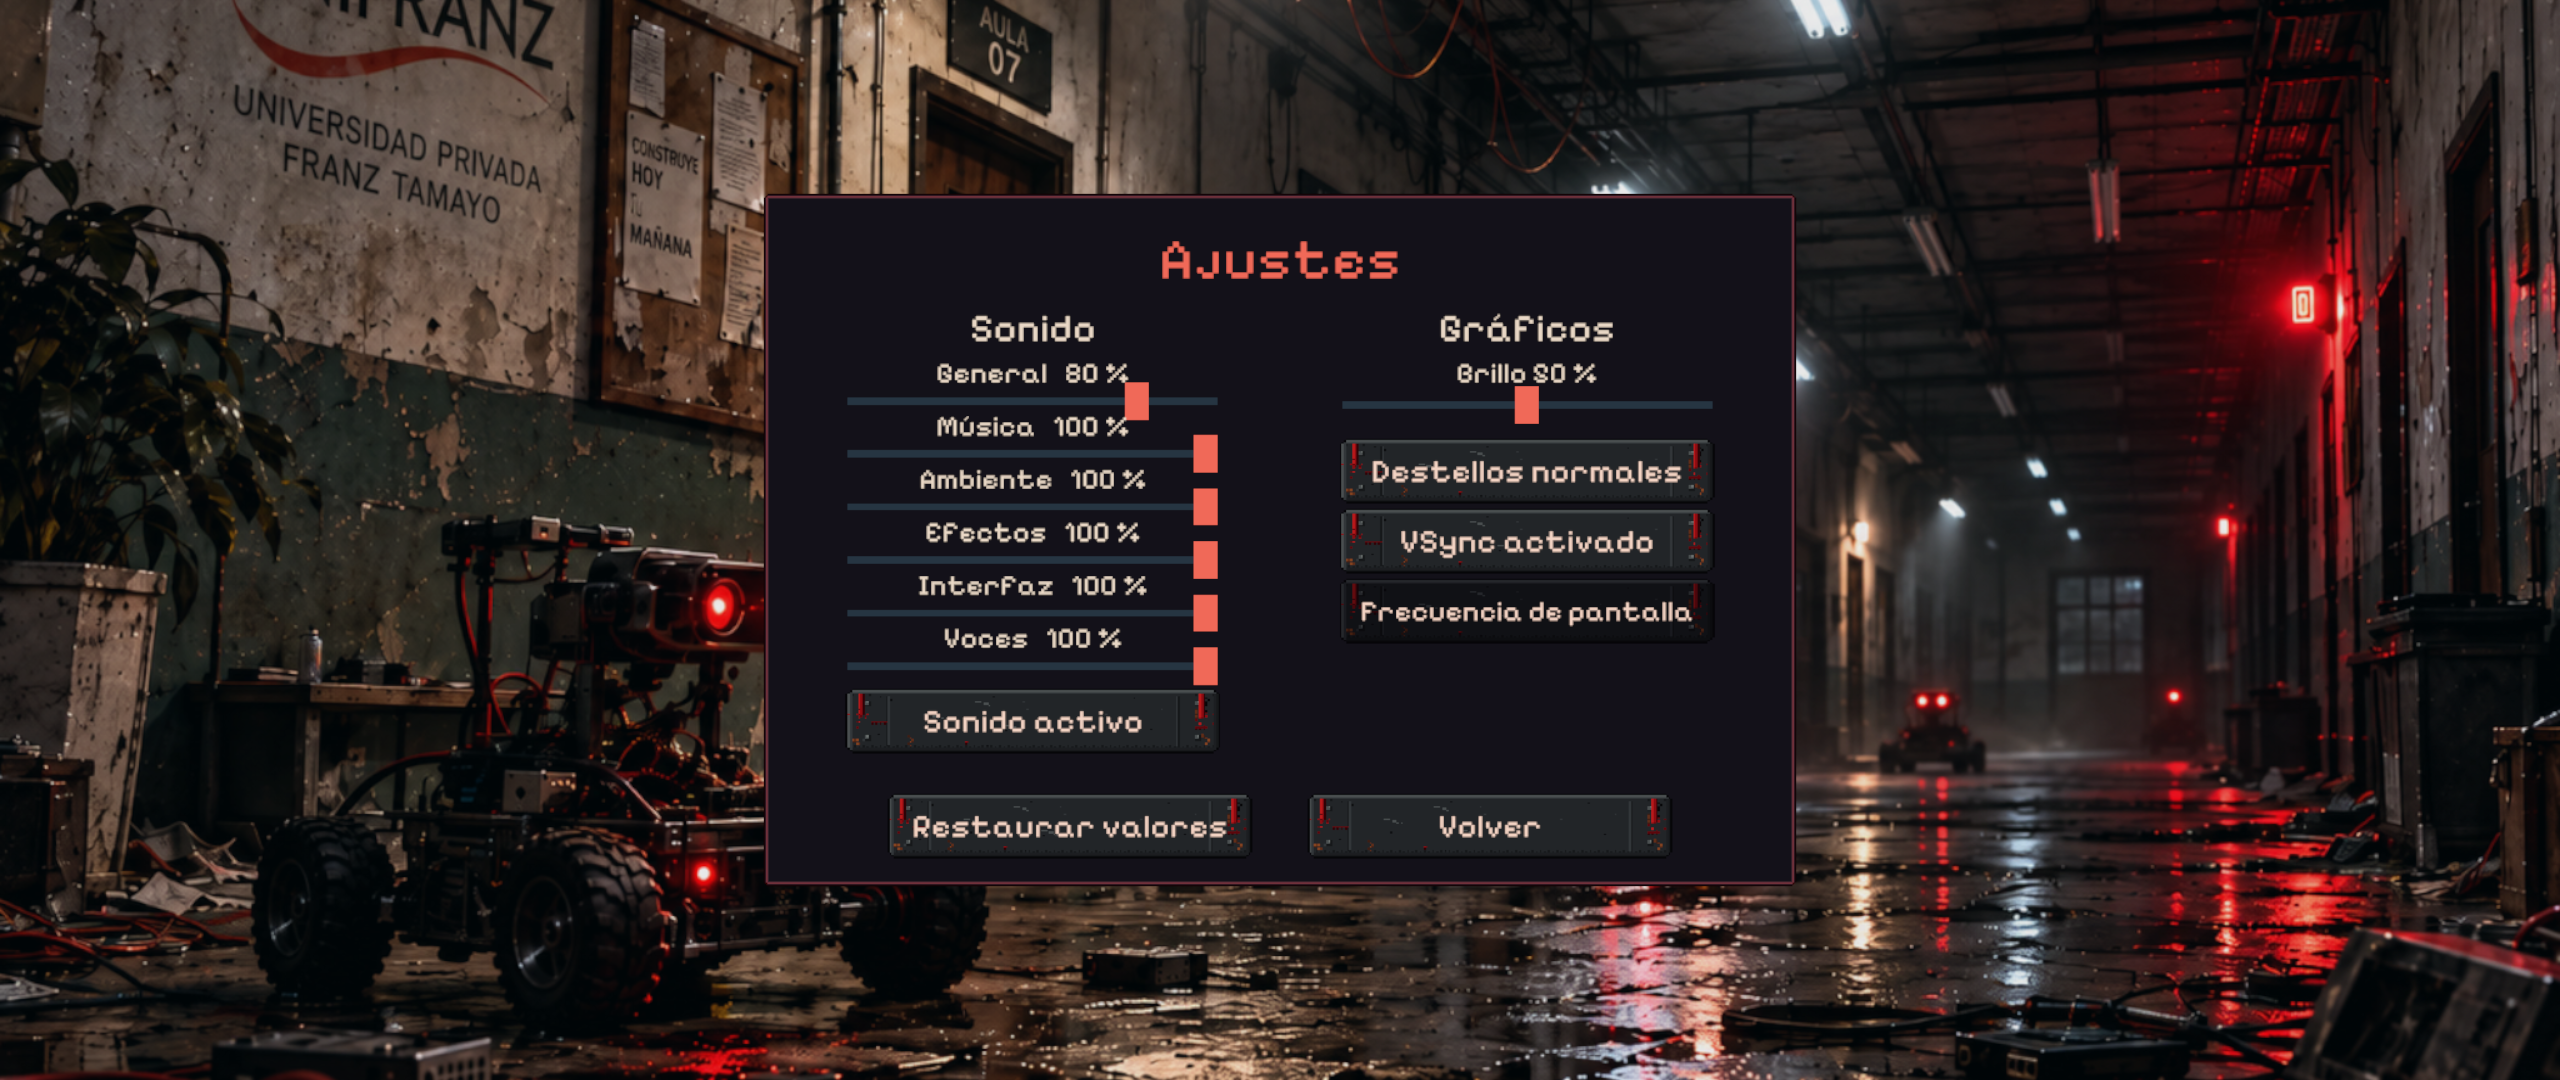 UNIVERSIDAD PRIVADA
FRANZ TAMAYO
CONSTRUYE
HOY
MAÑANA
AULA
07
Ajustes
Sonido
General 80 %
Música 100 %
Ambiente 100 %
Efectos 100 %
Interfaz 100 %
Voces 100 %
Sonido activo
Gráficos
Brillo 90 %
Destellos normales
VSync activado
Frecuencia de pantalla
Restaurar valores
Volver